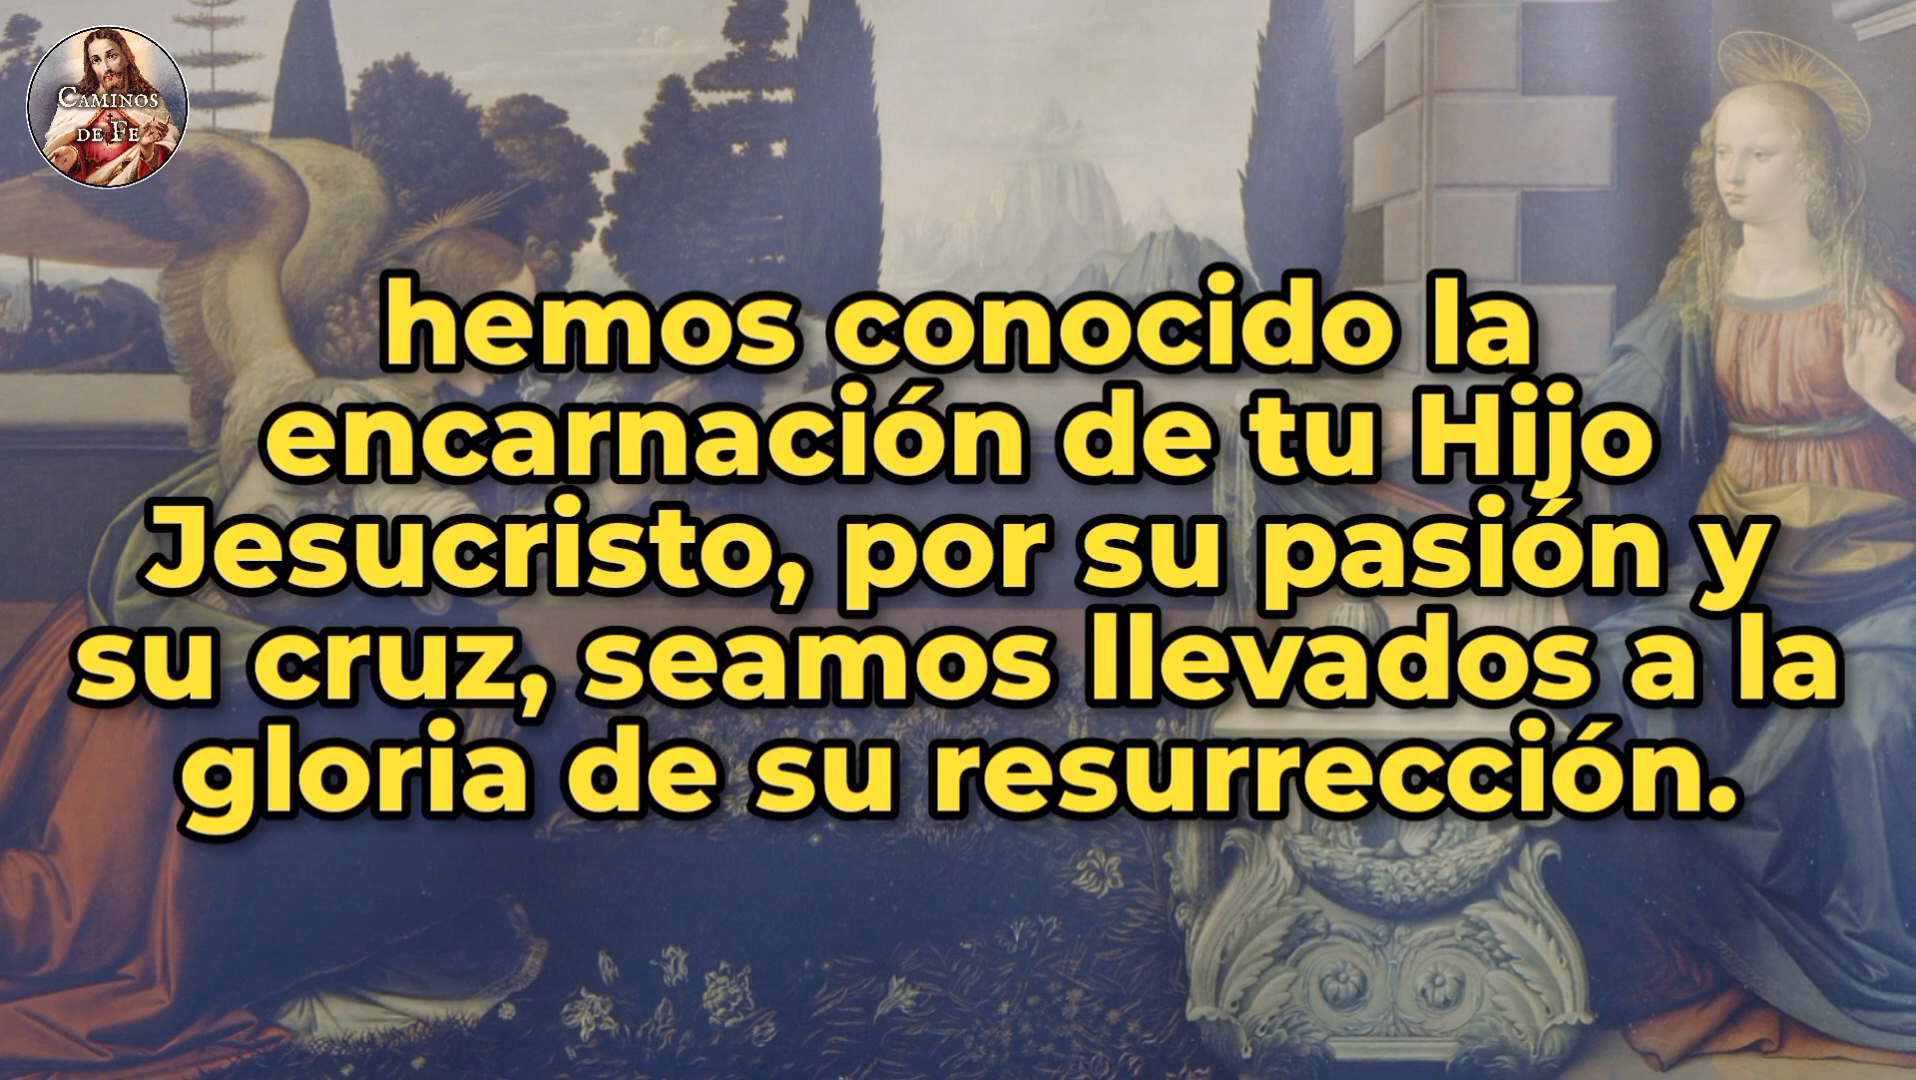 CAMINOS
DE FE
hemos conocido la
encarnación de tu Hijo
Jesucristo, por su pasión y
su cruz, seamos llevados a la
gloria de su resurrección.